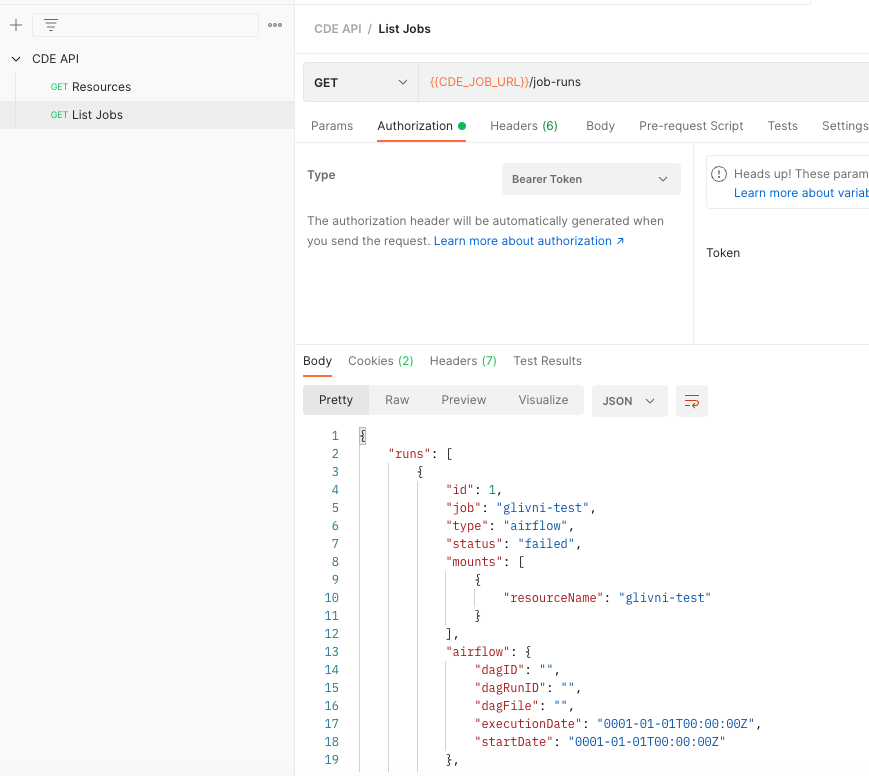 CDE API
GET Resources
GET List Jobs
CDE API / List Jobs
GET {{CDE_JOB_URL}}/job-runs
Params Authorization Headers (6) Body Pre-request Script Tests Settings
Type Bearer Token
The authorization header will be automatically generated when
you send the request. Learn more about authorization ↗
Heads up! These param
Learn more about variab
Token
Body Cookies (2) Headers (7) Test Results
Pretty Raw Preview Visualize JSON
1 {
2 "runs": [
3 {
4 "id": 1,
5 "job": "glivni-test",
6 "type": "airflow",
7 "status": "failed",
8 "mounts": [
9 {
10 "resourceName": "glivni-test"
11 }
12 ],
13 "airflow": {
14 "dagID": "",
15 "dagRunID": "",
16 "dagFile": "",
17 "executionDate": "0001-01-01T00:00:00Z",
18 "startDate": "0001-01-01T00:00:00Z"
19 },